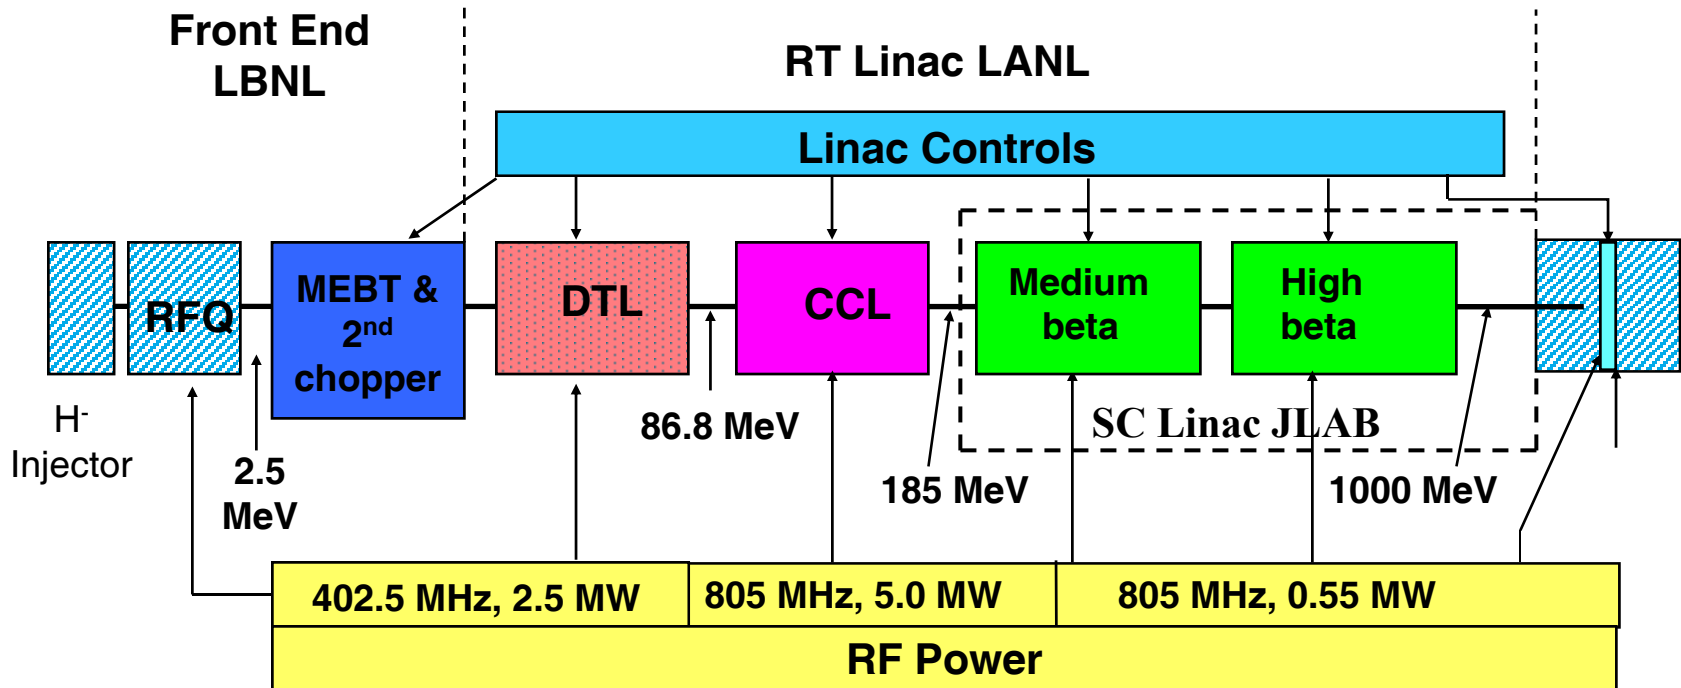 Front End
LBNL
RT Linac LANL
Linac Controls
RFQ
MEBT &
2nd
chopper
DTL
CCL
Medium
beta
High
beta
H-
Injector
2.5
MeV
86.8 MeV
185 MeV
SC Linac JLAB
1000 MeV
402.5 MHz, 2.5 MW
805 MHz, 5.0 MW
805 MHz, 0.55 MW
RF Power